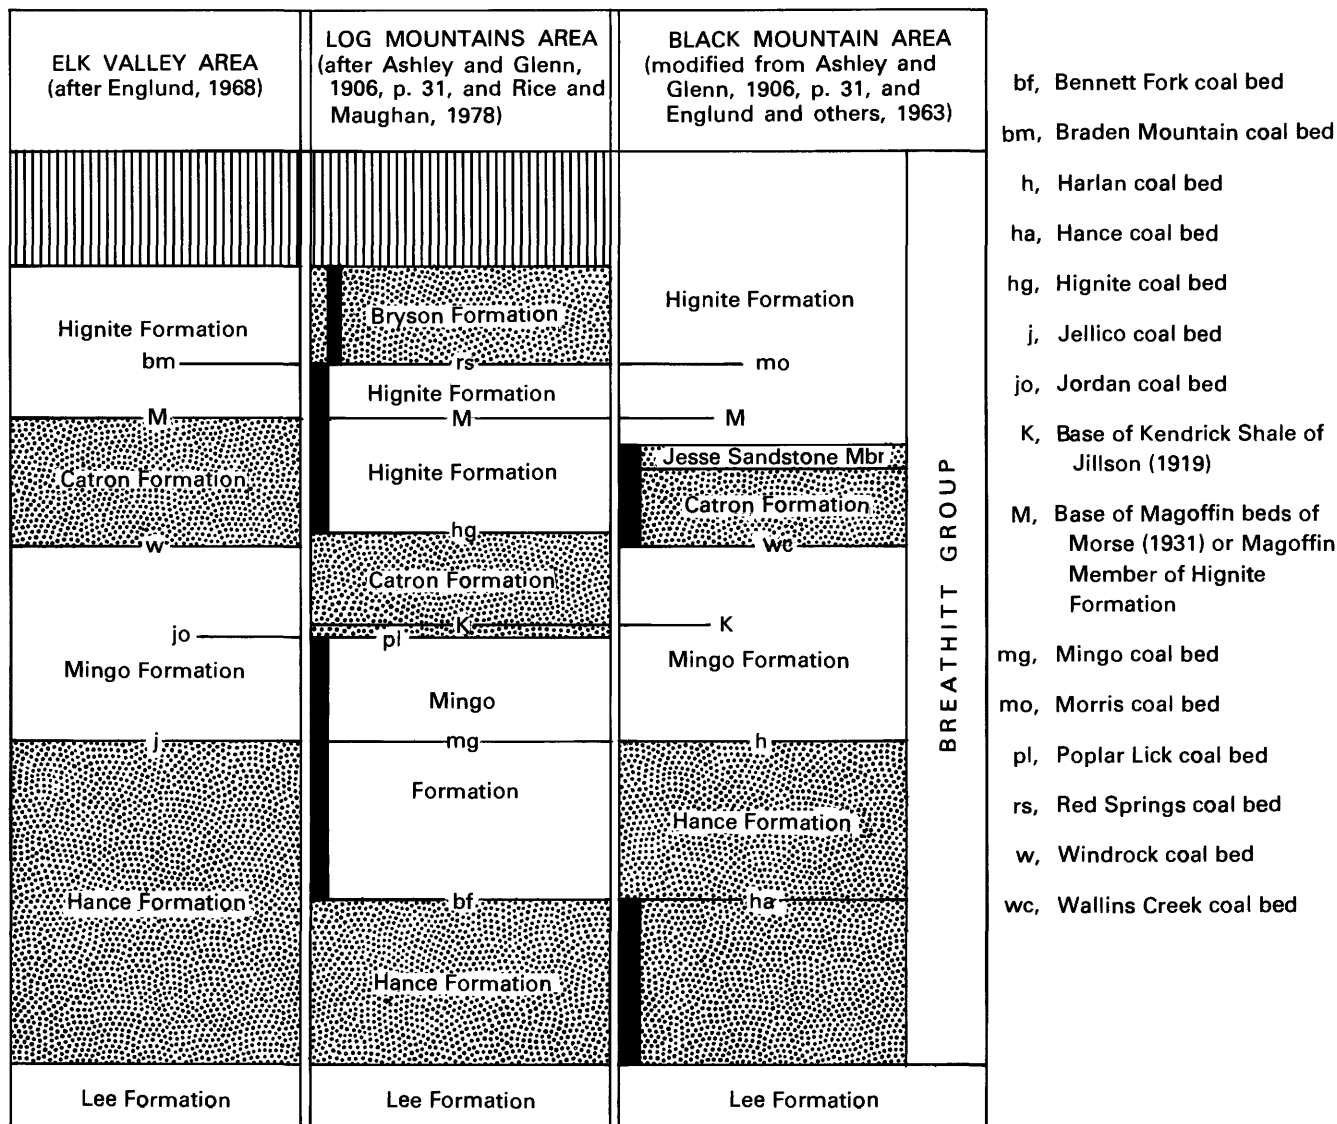 ELK VALLEY AREA
(after Englund, 1968)
LOG MOUNTAINS AREA
(after Ashley and Glenn,
1906, p. 31, and Rice and
Maughan, 1978)
BLACK MOUNTAIN AREA
(modified from Ashley and
Glenn, 1906, p. 31, and
Englund and others, 1963)
Hignite Formation
bm
M
Catron Formation
w
jo
Mingo Formation
j
Hance Formation
Lee Formation
Bryson Formation
rs
Hignite Formation
M
Hignite Formation
hg
Catron Formation
K
pl
Mingo
mg
Formation
bf
Hance Formation
Lee Formation
Hignite Formation
mo
M
Jesse Sandstone Mbr
Catron Formation
wc
K
Mingo Formation
h
Hance Formation
ha
Lee Formation
BREATHITT GROUP
bf, Bennett Fork coal bed
bm, Braden Mountain coal bed
h, Harlan coal bed
ha, Hance coal bed
hg, Hignite coal bed
j, Jellico coal bed
jo, Jordan coal bed
K, Base of Kendrick Shale of
Jillson (1919)
M, Base of Magoffin beds of
Morse (1931) or Magoffin
Member of Hignite
Formation
mg, Mingo coal bed
mo, Morris coal bed
pl, Poplar Lick coal bed
rs, Red Springs coal bed
w, Windrock coal bed
wc, Wallins Creek coal bed